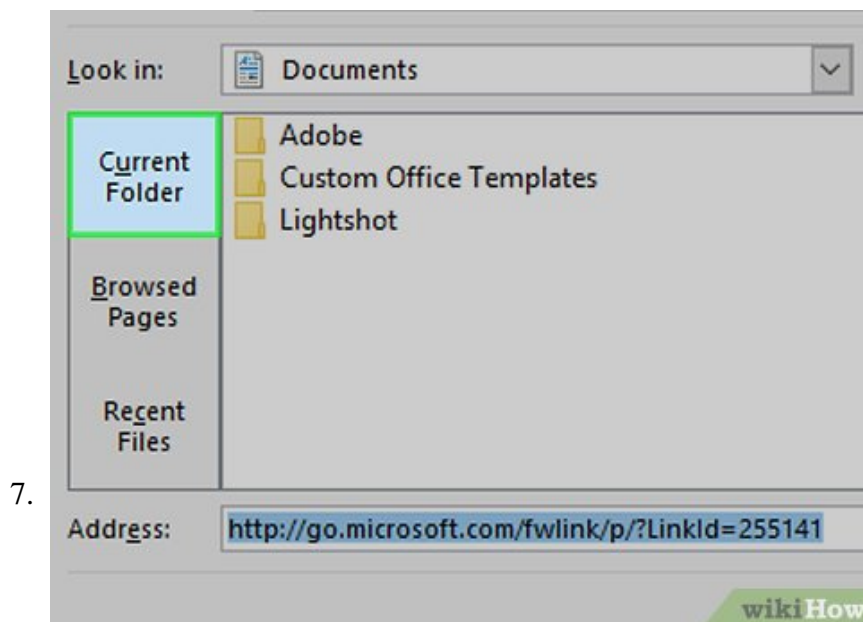 Look in:
Documents
Current
Folder
Adobe
Custom Office Templates
Lightshot
Browsed
Pages
Recent
Files
7.
Address:
http://go.microsoft.com/fwlink/p/?LinkId=255141
wikiHow